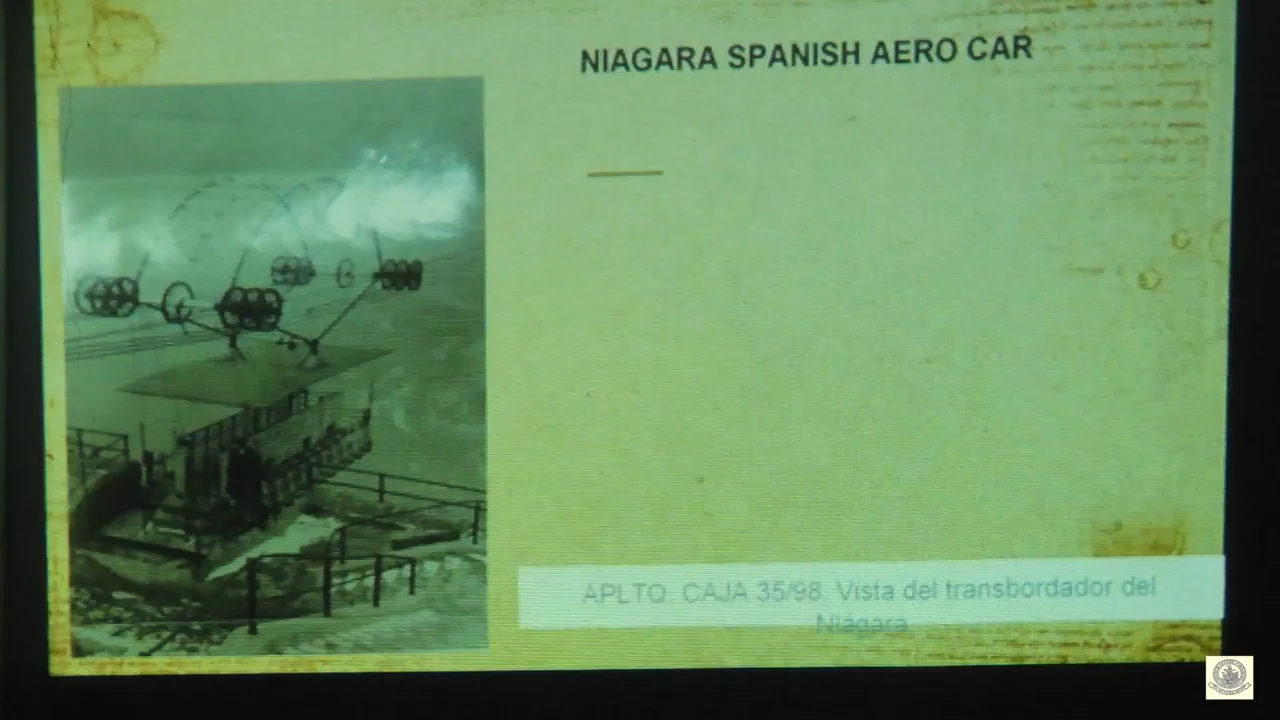 NIAGARA SPANISH AERO CAR
APLTQ. CAJA 35/98. Vista del transbordador del
Niágara